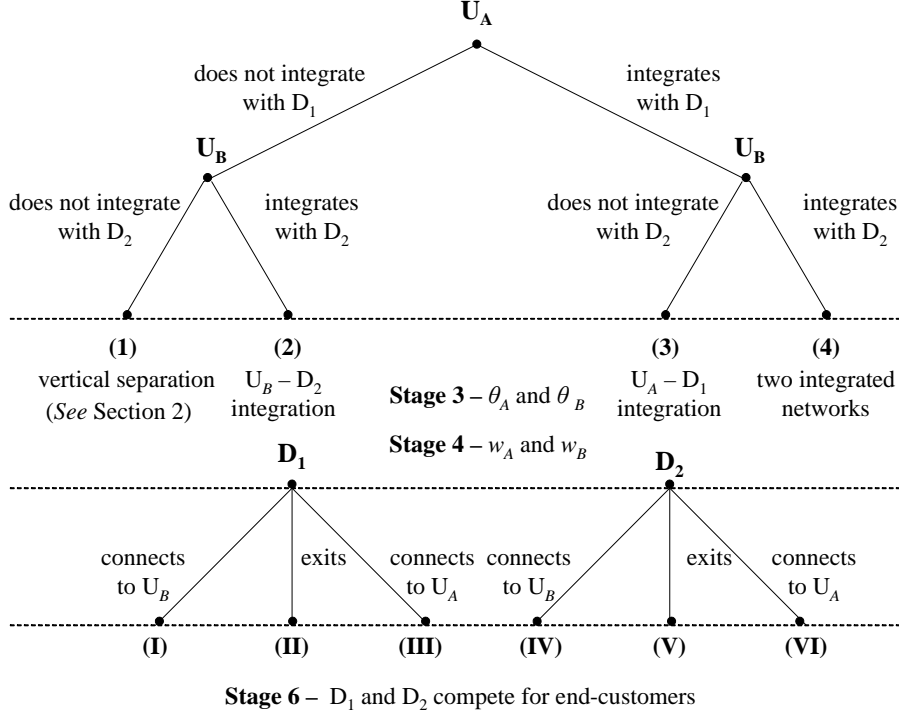 U_A
does not integrate with D_1
integrates with D_1
U_B
U_B
does not integrate with D_2
integrates with D_2
does not integrate with D_2
integrates with D_2
(1)
(2)
(3)
(4)
vertical separation (See Section 2)
U_B – D_2 integration
U_A – D_1 integration
two integrated networks
Stage 3 – θ_A and θ_B
Stage 4 – w_A and w_B
D_1
D_2
connects to U_B
exits
connects to U_A
connects to U_B
exits
connects to U_A
(I)
(II)
(III)
(IV)
(V)
(VI)
Stage 6 – D_1 and D_2 compete for end-customers